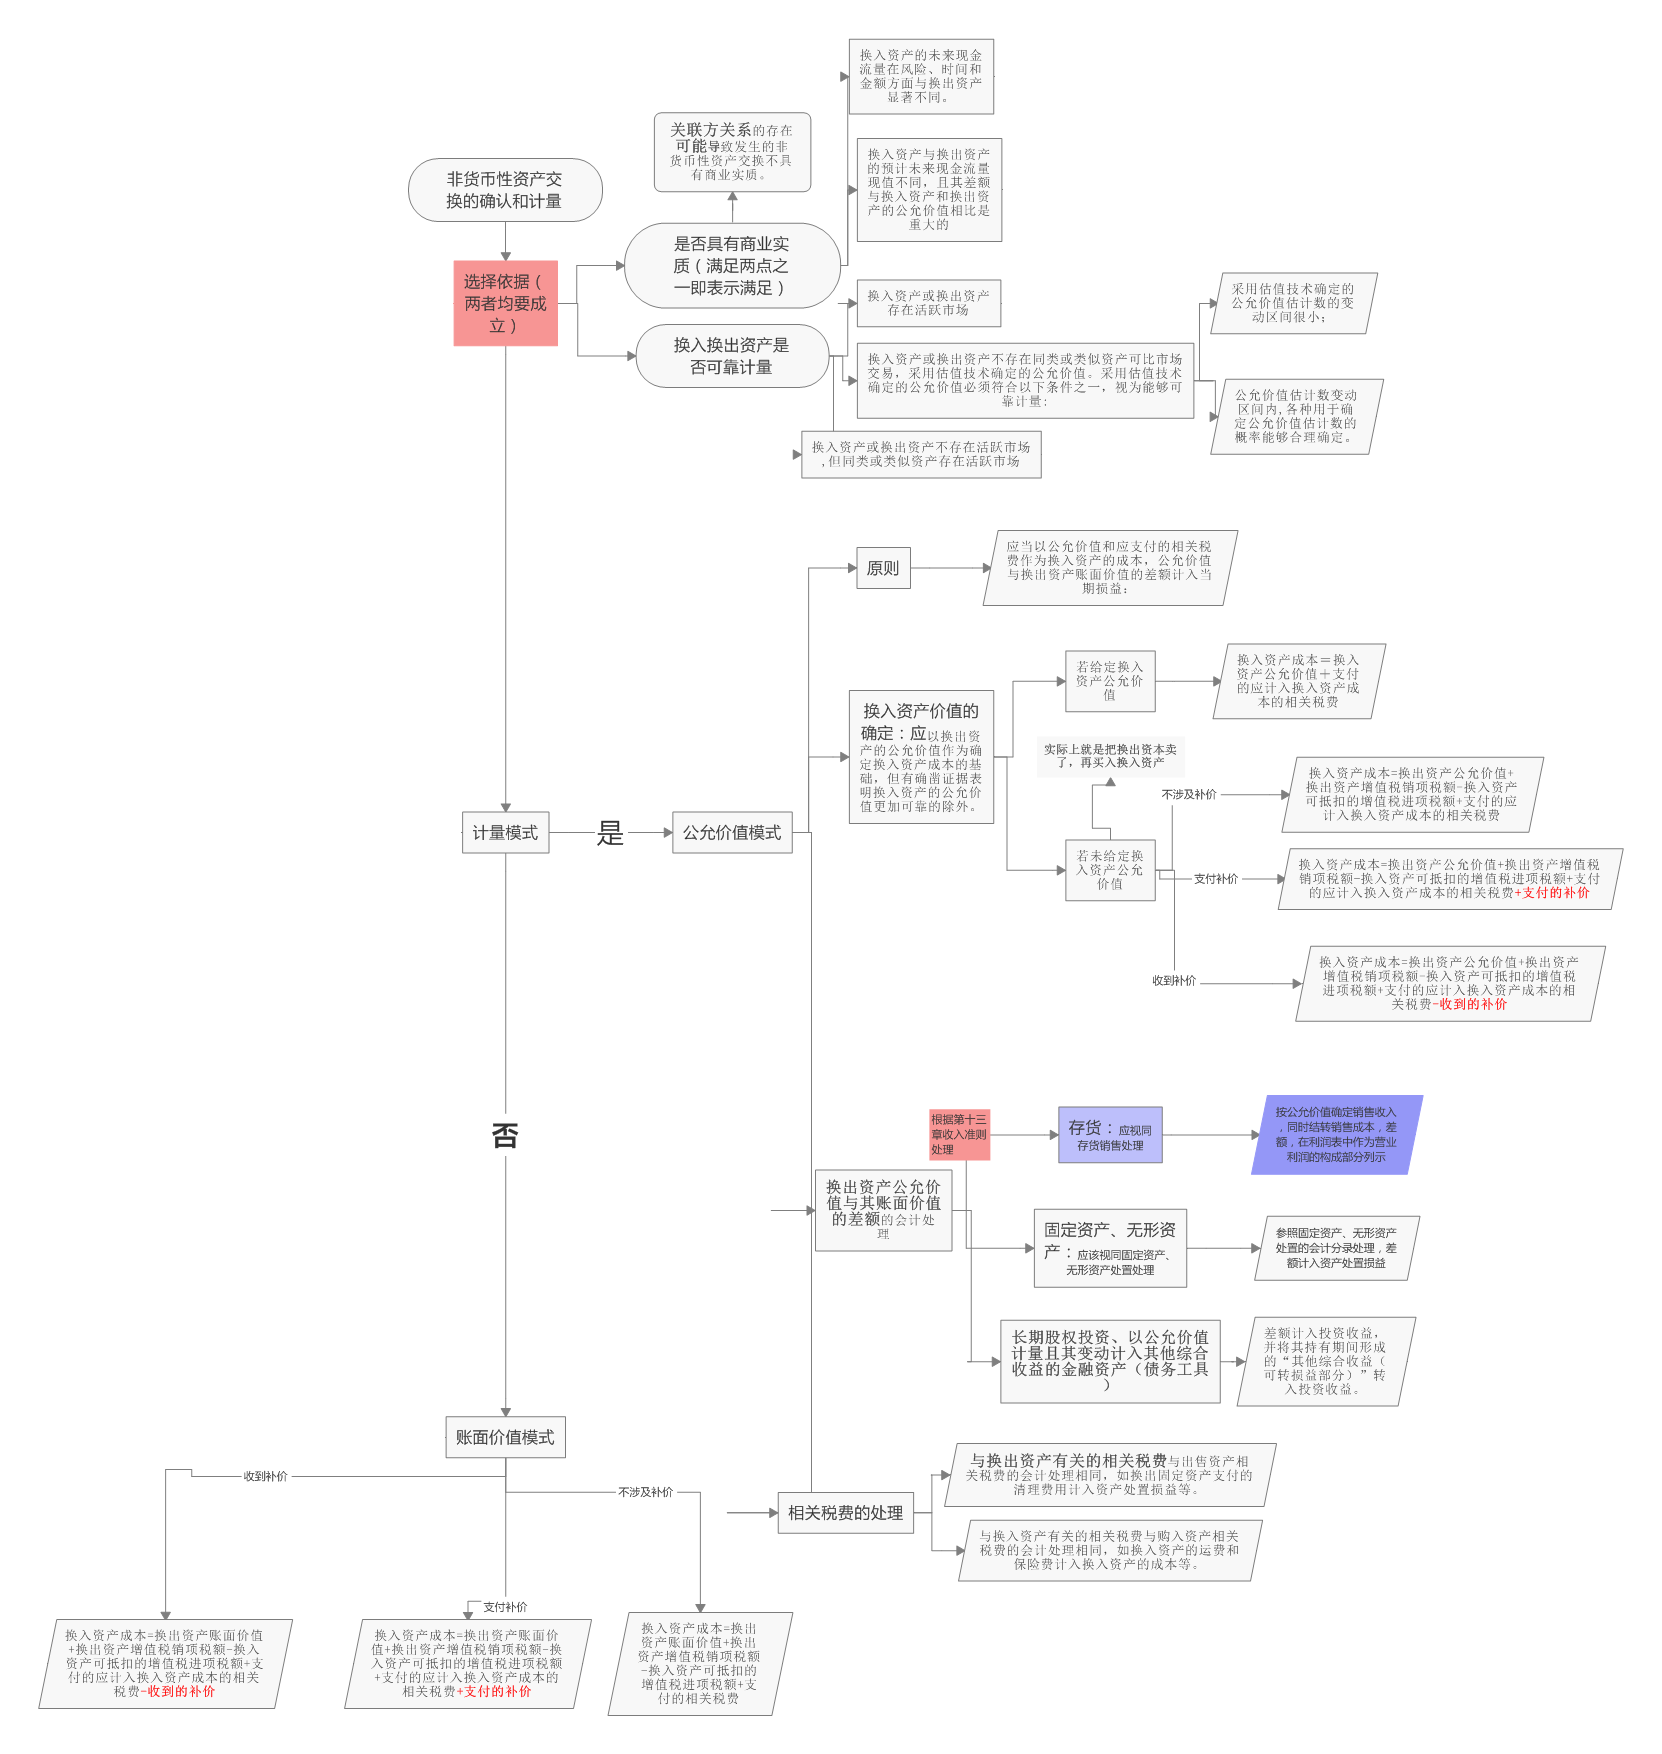 非货币性资产交
换的确认和计量
选择依据（
两者均要成
立）
关联方关系的存在
可能导致发生的非
货币性资产交换不具
有商业实质。
是否具有商业实
质（满足两点之
一即表示满足）
换入资产的未来现金
流量在风险、时间和
金额方面与换出资产
显著不同。
换入资产与换出资产
的预计未来现金流量
现值不同，且其差额
与换入资产和换出资
产的公允价值相比是
重大的
换入换出资产是
否可靠计量
换入资产或换出资产
存在活跃市场
换入资产或换出资产不存在同类或类似资产可比市场
交易，采用估值技术确定的公允价值。采用估值技术
确定的公允价值必须符合以下条件之一，视为能够可
靠计量:
采用估值技术确定的
公允价值估计数的变
动区间很小；
公允价值估计数变动
区间内,各种用于确
定公允价值估计数的
概率能够合理确定。
换入资产或换出资产不存在活跃市场
,但同类或类似资产存在活跃市场
计量模式
是
公允价值模式
原则
应当以公允价值和应支付的相关税
费作为换入资产的成本，公允价值
与换出资产账面价值的差额计入当
期损益：
换入资产价值的
确定：应以换出资
产的公允价值作为确
定换入资产成本的基
础，但有确凿证据表
明换入资产的公允价
值更加可靠的除外。
若给定换入
资产公允价
值
换入资产成本＝换入
资产公允价值＋支付
的应计入换入资产成
本的相关税费
实际上就是把换出资本卖
了，再买入换入资产
若未给定换
入资产公允
价值
不涉及补价
换入资产成本=换出资产公允价值+
换出资产增值税销项税额-换入资产
可抵扣的增值税进项税额+支付的应
计入换入资产成本的相关税费
支付补价
换入资产成本=换出资产公允价值+换出资产增值税
销项税额-换入资产可抵扣的增值税进项税额+支付
的应计入换入资产成本的相关税费+支付的补价
收到补价
换入资产成本=换出资产公允价值+换出资产
增值税销项税额-换入资产可抵扣的增值税
进项税额+支付的应计入换入资产成本的相
关税费-收到的补价
换出资产公允价
值与其账面价值
的差额的会计处
理
根据第十三
章收入准则
处理
存货：应视同
存货销售处理
按公允价值确定销售收入
，同时结转销售成本，差
额，在利润表中作为营业
利润的构成部分列示
固定资产、无形资
产：应该视同固定资产、
无形资产处置处理
参照固定资产、无形资产
处置的会计分录处理，差
额计入资产处置损益
长期股权投资、以公允价值
计量且其变动计入其他综合
收益的金融资产（债务工具
）
差额计入投资收益，
并将其持有期间形成
的“其他综合收益（
可转损益部分）”转
入投资收益。
相关税费的处理
与换出资产有关的相关税费与出售资产相
关税费的会计处理相同，如换出固定资产支付的
清理费用计入资产处置损益等。
与换入资产有关的相关税费与购入资产相关
税费的会计处理相同，如换入资产的运费和
保险费计入换入资产的成本等。
否
账面价值模式
收到补价
换入资产成本=换出资产账面价值
+换出资产增值税销项税额-换入
资产可抵扣的增值税进项税额+支
付的应计入换入资产成本的相关
税费-收到的补价
支付补价
换入资产成本=换出资产账面价
值+换出资产增值税销项税额-换
入资产可抵扣的增值税进项税额
+支付的应计入换入资产成本的
相关税费+支付的补价
不涉及补价
换入资产成本=换出
资产账面价值+换出
资产增值税销项税额
-换入资产可抵扣的
增值税进项税额+支
付的相关税费